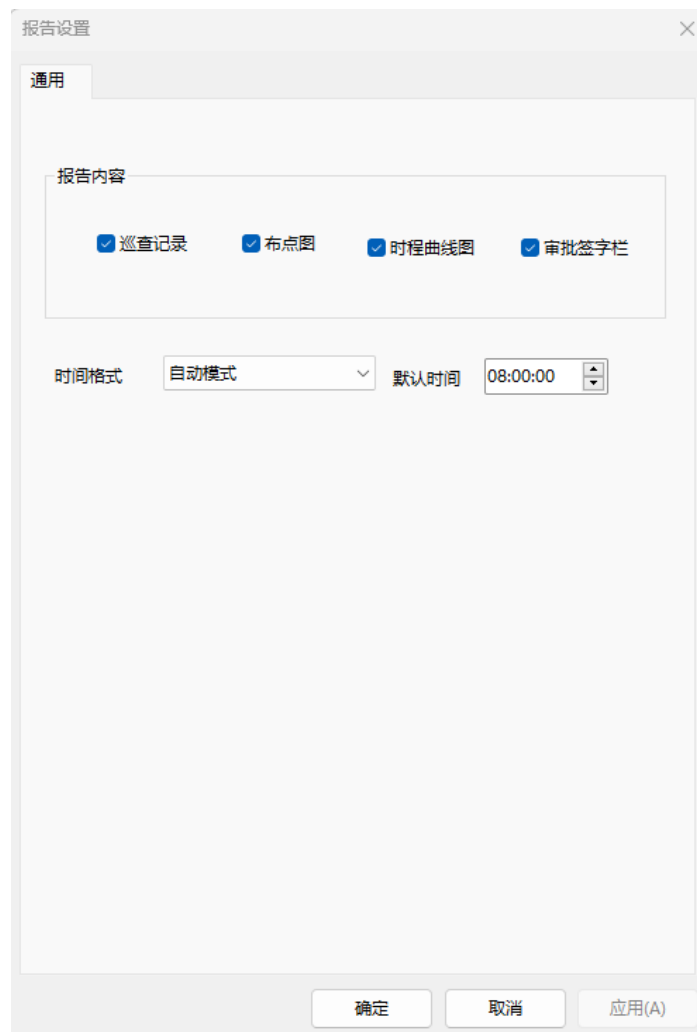 报告设置
通用
报告内容
巡查记录 布点图 时程曲线图 审批签字栏
时间格式 自动模式 默认时间 08:00:00
确定 取消 应用(A)